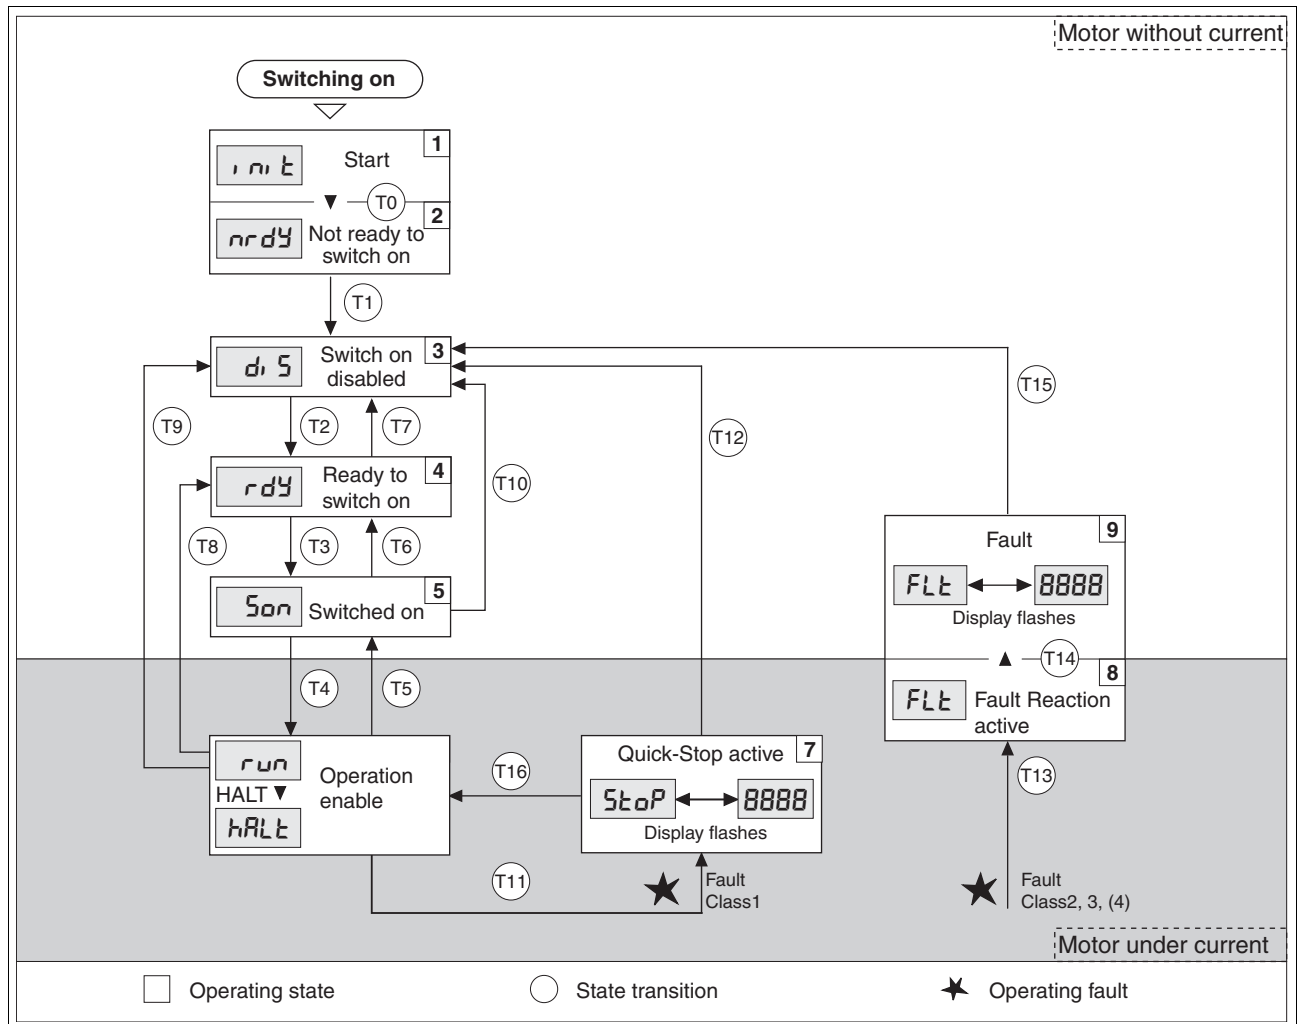 Motor without current
Switching on
1
init
Start
T0
2
nrdy
Not ready to
switch on
T1
3
diS
Switch on
disabled
T15
T9
T2
T7
T12
4
rdy
Ready to
switch on
T10
T8
T3
T6
5
Son
Switched on
9
Fault
FLt
8888
Display flashes
T14
8
FLt
Fault Reaction
active
T4
T5
run
HALT
hALt
Operation
enable
T16
Quick-Stop active
7
StoP
8888
Display flashes
T13
T11
Fault
Class1
Fault
Class2, 3, (4)
Motor under current
Operating state
State transition
Operating fault